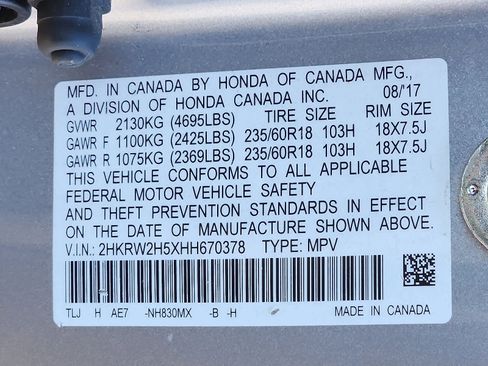 MFD. IN CANADA BY HONDA OF CANADA MFG.,
A DIVISION OF HONDA CANADA INC. 08/'17
GVWR 2130KG (4695LBS) TIRE SIZE RIM SIZE
GAWR F 1100KG (2425LBS) 235/60R18 103H 18X7.5J
GAWR R 1075KG (2369LBS) 235/60R18 103H 18X7.5J
THIS VEHICLE CONFORMS TO ALL APPLICABLE
FEDERAL MOTOR VEHICLE SAFETY
AND THEFT PREVENTION STANDARDS IN EFFECT
ON THE DATE OF MANUFACTURE SHOWN ABOVE.
V.I.N.: 2HKRW2H5XHH670378 TYPE: MPV
TLJ H AE7 -NH830MX -B -H MADE IN CANADA